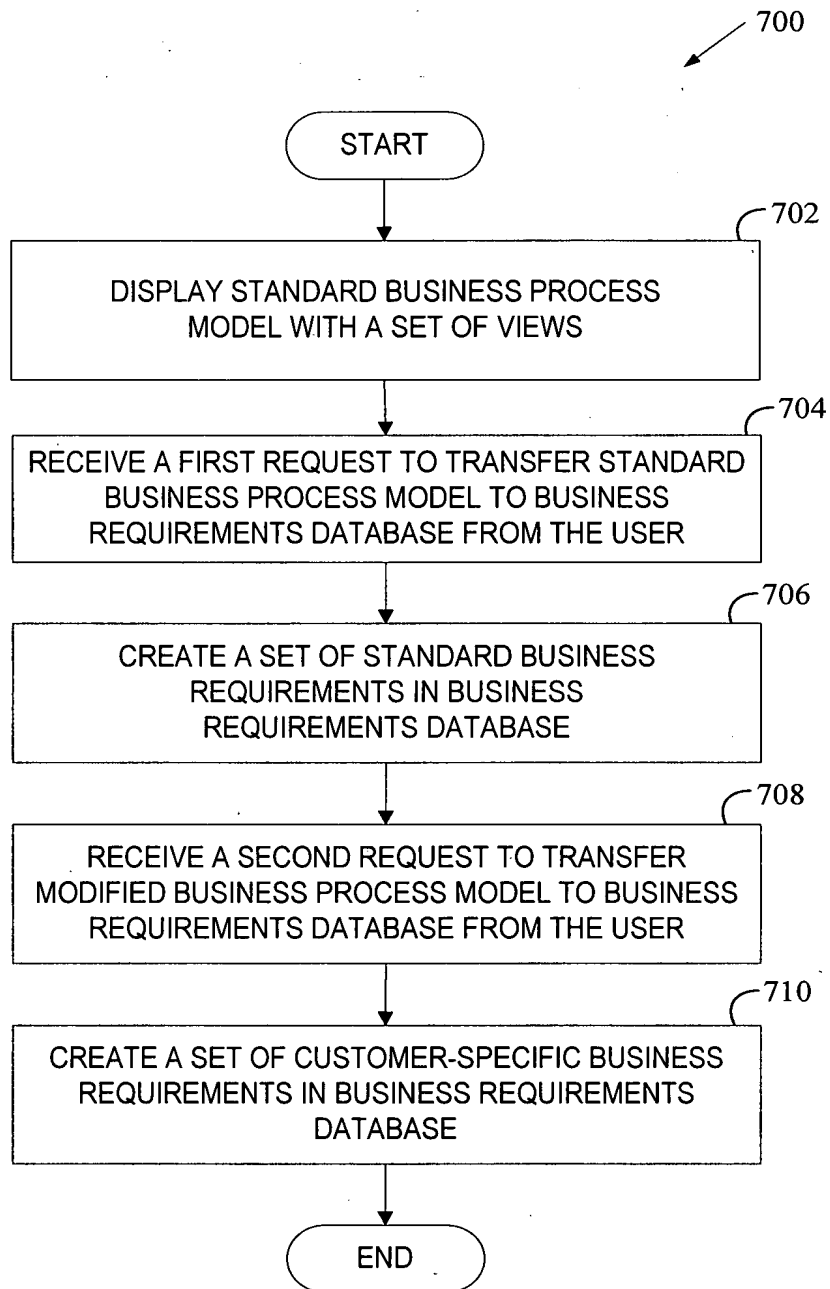 700
START
702
DISPLAY STANDARD BUSINESS PROCESS
MODEL WITH A SET OF VIEWS
704
RECEIVE A FIRST REQUEST TO TRANSFER STANDARD
BUSINESS PROCESS MODEL TO BUSINESS
REQUIREMENTS DATABASE FROM THE USER
706
CREATE A SET OF STANDARD BUSINESS
REQUIREMENTS IN BUSINESS
REQUIREMENTS DATABASE
708
RECEIVE A SECOND REQUEST TO TRANSFER
MODIFIED BUSINESS PROCESS MODEL TO BUSINESS
REQUIREMENTS DATABASE FROM THE USER
710
CREATE A SET OF CUSTOMER-SPECIFIC BUSINESS
REQUIREMENTS IN BUSINESS REQUIREMENTS
DATABASE
END